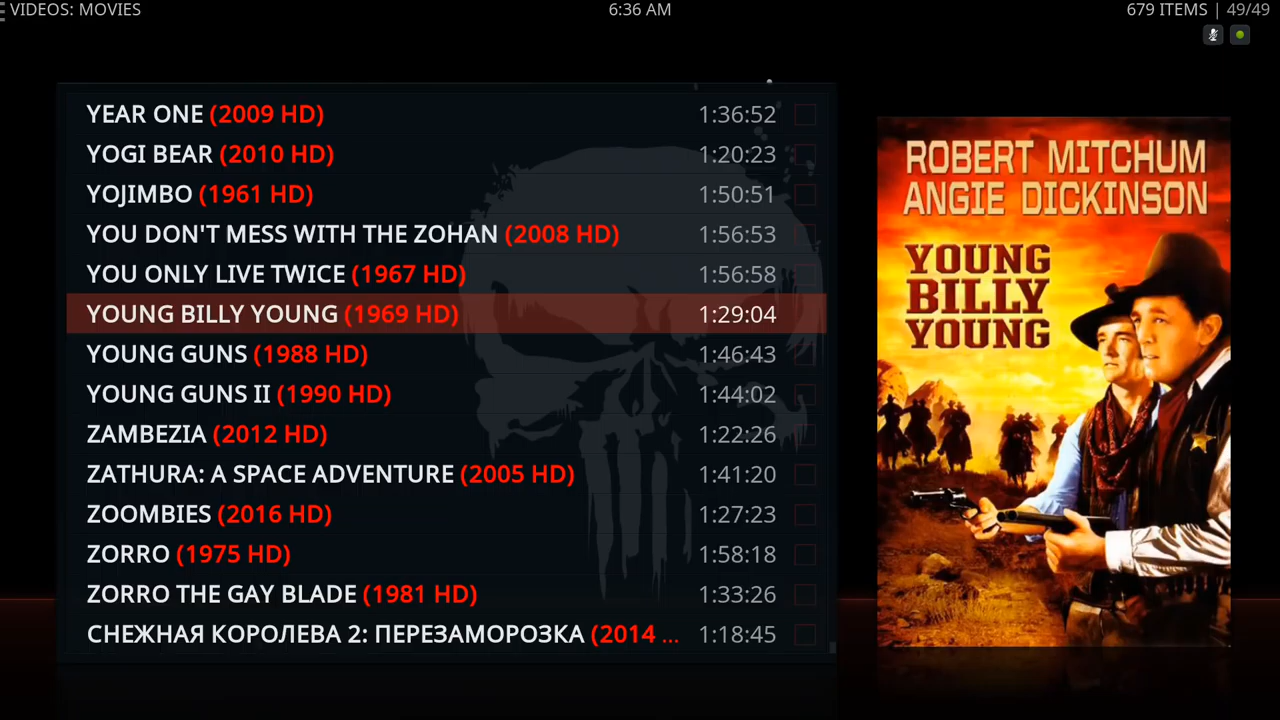 VIDEOS: MOVIES
6:36 AM
679 ITEMS | 49/49
YEAR ONE (2009 HD) 1:36:52
YOGI BEAR (2010 HD) 1:20:23
YOJIMBO (1961 HD) 1:50:51
YOU DON'T MESS WITH THE ZOHAN (2008 HD) 1:56:53
YOU ONLY LIVE TWICE (1967 HD) 1:56:58
YOUNG BILLY YOUNG (1969 HD) 1:29:04
YOUNG GUNS (1988 HD) 1:46:43
YOUNG GUNS II (1990 HD) 1:44:02
ZAMBEZIA (2012 HD) 1:22:26
ZATHURA: A SPACE ADVENTURE (2005 HD) 1:41:20
ZOOMBIES (2016 HD) 1:27:23
ZORRO (1975 HD) 1:58:18
ZORRO THE GAY BLADE (1981 HD) 1:33:26
СНЕЖНАЯ КОРОЛЕВА 2: ПЕРЕЗАМОРОЗКА (2014 ... 1:18:45
ROBERT MITCHUM
ANGIE DICKINSON
YOUNG
BILLY
YOUNG